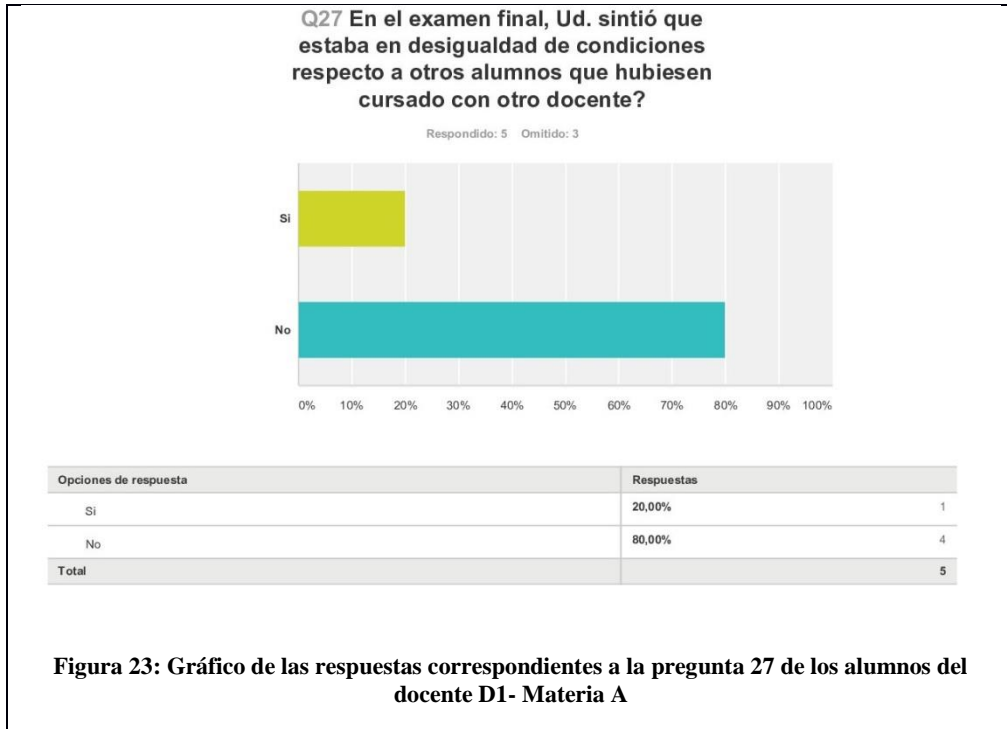 Q27 En el examen final, Ud. sintió que
estaba en desigualdad de condiciones
respecto a otros alumnos que hubiesen
cursado con otro docente?
Respondido: 5 Omitido: 3
Si
No
0% 10% 20% 30% 40% 50% 60% 70% 80% 90% 100%
Opciones de respuesta Respuestas
Si 20,00% 1
No 80,00% 4
Total 5
Figura 23: Gráfico de las respuestas correspondientes a la pregunta 27 de los alumnos del
docente D1- Materia A